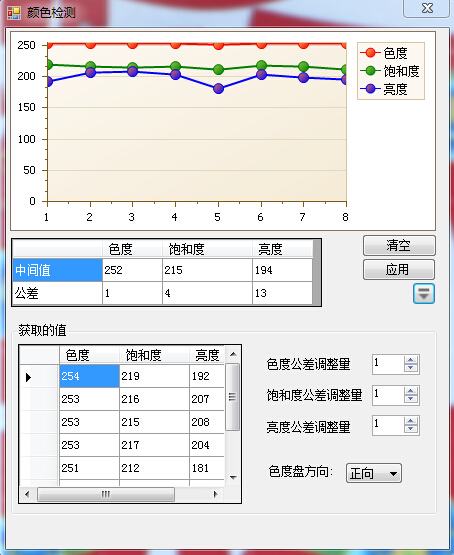 颜色检测
250
200
150
100
50
0
1 2 3 4 5 6 7 8
色度
饱和度
亮度
色度 饱和度 亮度
中间值 252 215 194
公差 1 4 13
清空
应用
获取的值
色度 饱和度 亮度
254 219 192
253 216 207
253 215 208
253 217 204
251 212 181
色度公差调整量 1
饱和度公差调整量 1
亮度公差调整量 1
色度盘方向: 正向